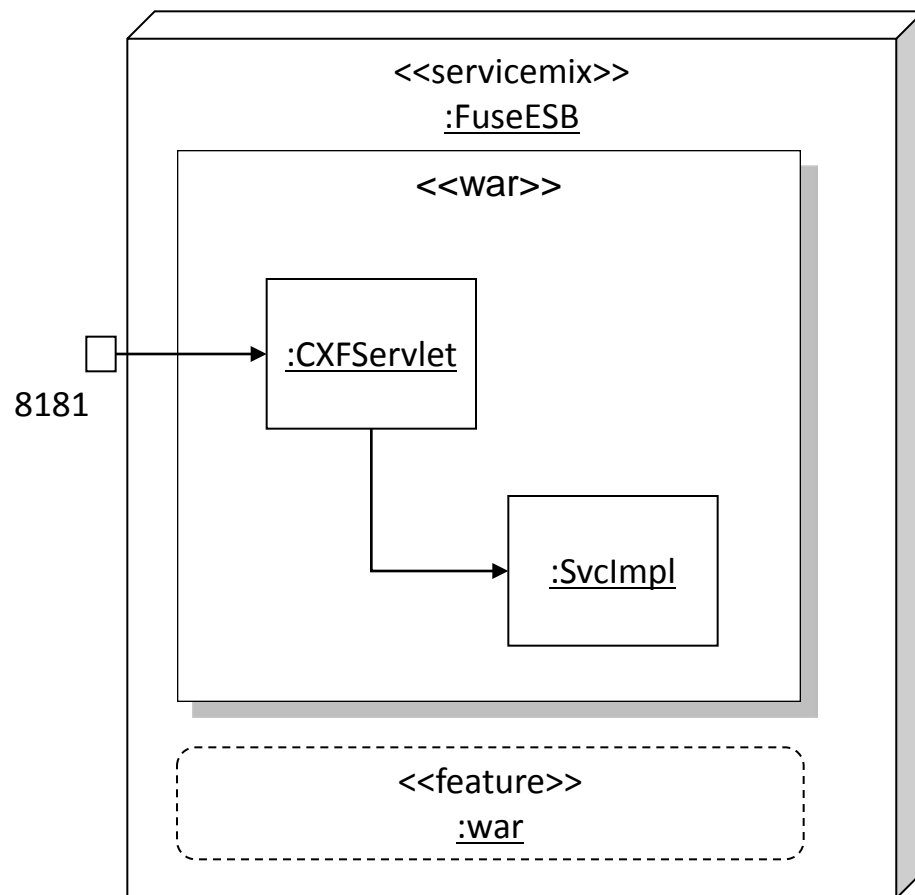 <<servicemix>>
:FuseESB
<<war>>
:CXFServlet
8181
:SvcImpl
<<feature>>
:war